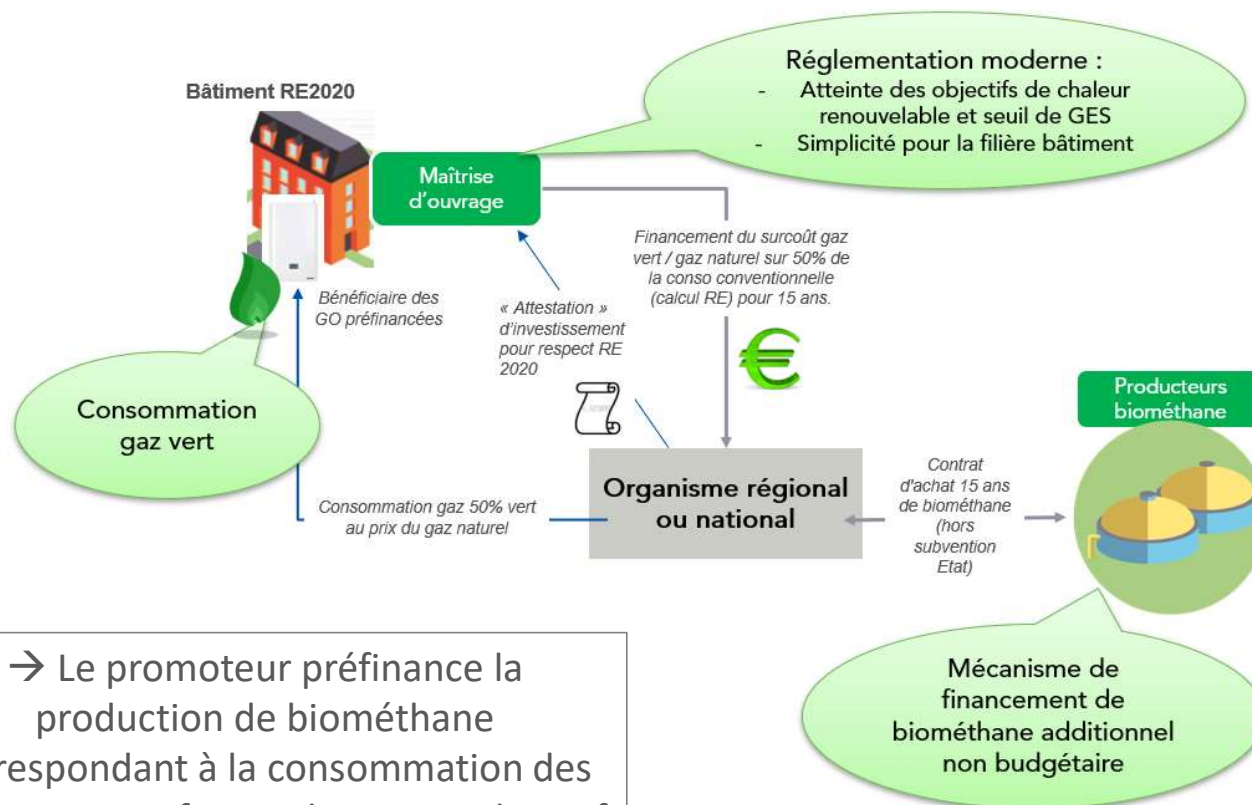 Réglementation moderne :
- Atteinte des objectifs de chaleur
renouvelable et seuil de GES
- Simplicité pour la filière bâtiment
Bâtiment RE2020
Maîtrise
d'ouvrage
Financement du surcoût gaz
vert / gaz naturel sur 50% de
la conso conventionnelle
(calcul RE) pour 15 ans.
Bénéficiaire des
GO préfinancées
« Attestation »
d'investissement
pour respect RE
2020
€
Consommation
gaz vert
Producteurs
biométhane
Organisme régional
ou national
Contrat
d'achat 15 ans
de biométhane
(hors
subvention
Etat)
Consommation gaz 50% vert
au prix du gaz naturel
→ Le promoteur préfinance la
production de biométhane
respondant à la consommation des
Mécanisme de
financement de
biométhane additionnel
non budgétaire